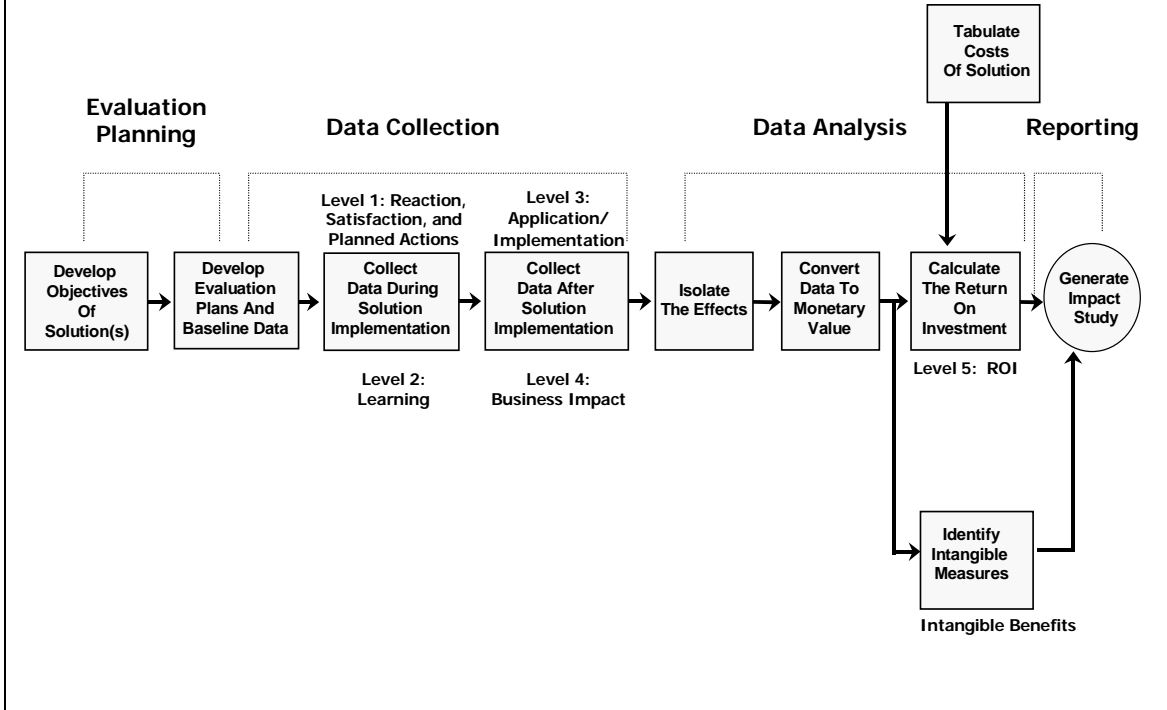 Tabulate
Costs
Of Solution
Evaluation
Planning
Data Collection
Data Analysis
Reporting
Level 1: Reaction,
Satisfaction, and
Planned Actions
Level 3:
Application/
Implementation
Develop
Objectives
Of
Solution(s)
Develop
Evaluation
Plans And
Baseline Data
Collect
Data During
Solution
Implementation
Collect
Data After
Solution
Implementation
Isolate
The Effects
Convert
Data To
Monetary
Value
Calculate
The Return
On
Investment
Generate
Impact
Study
Level 2:
Learning
Level 4:
Business Impact
Level 5: ROI
Identify
Intangible
Measures
Intangible Benefits